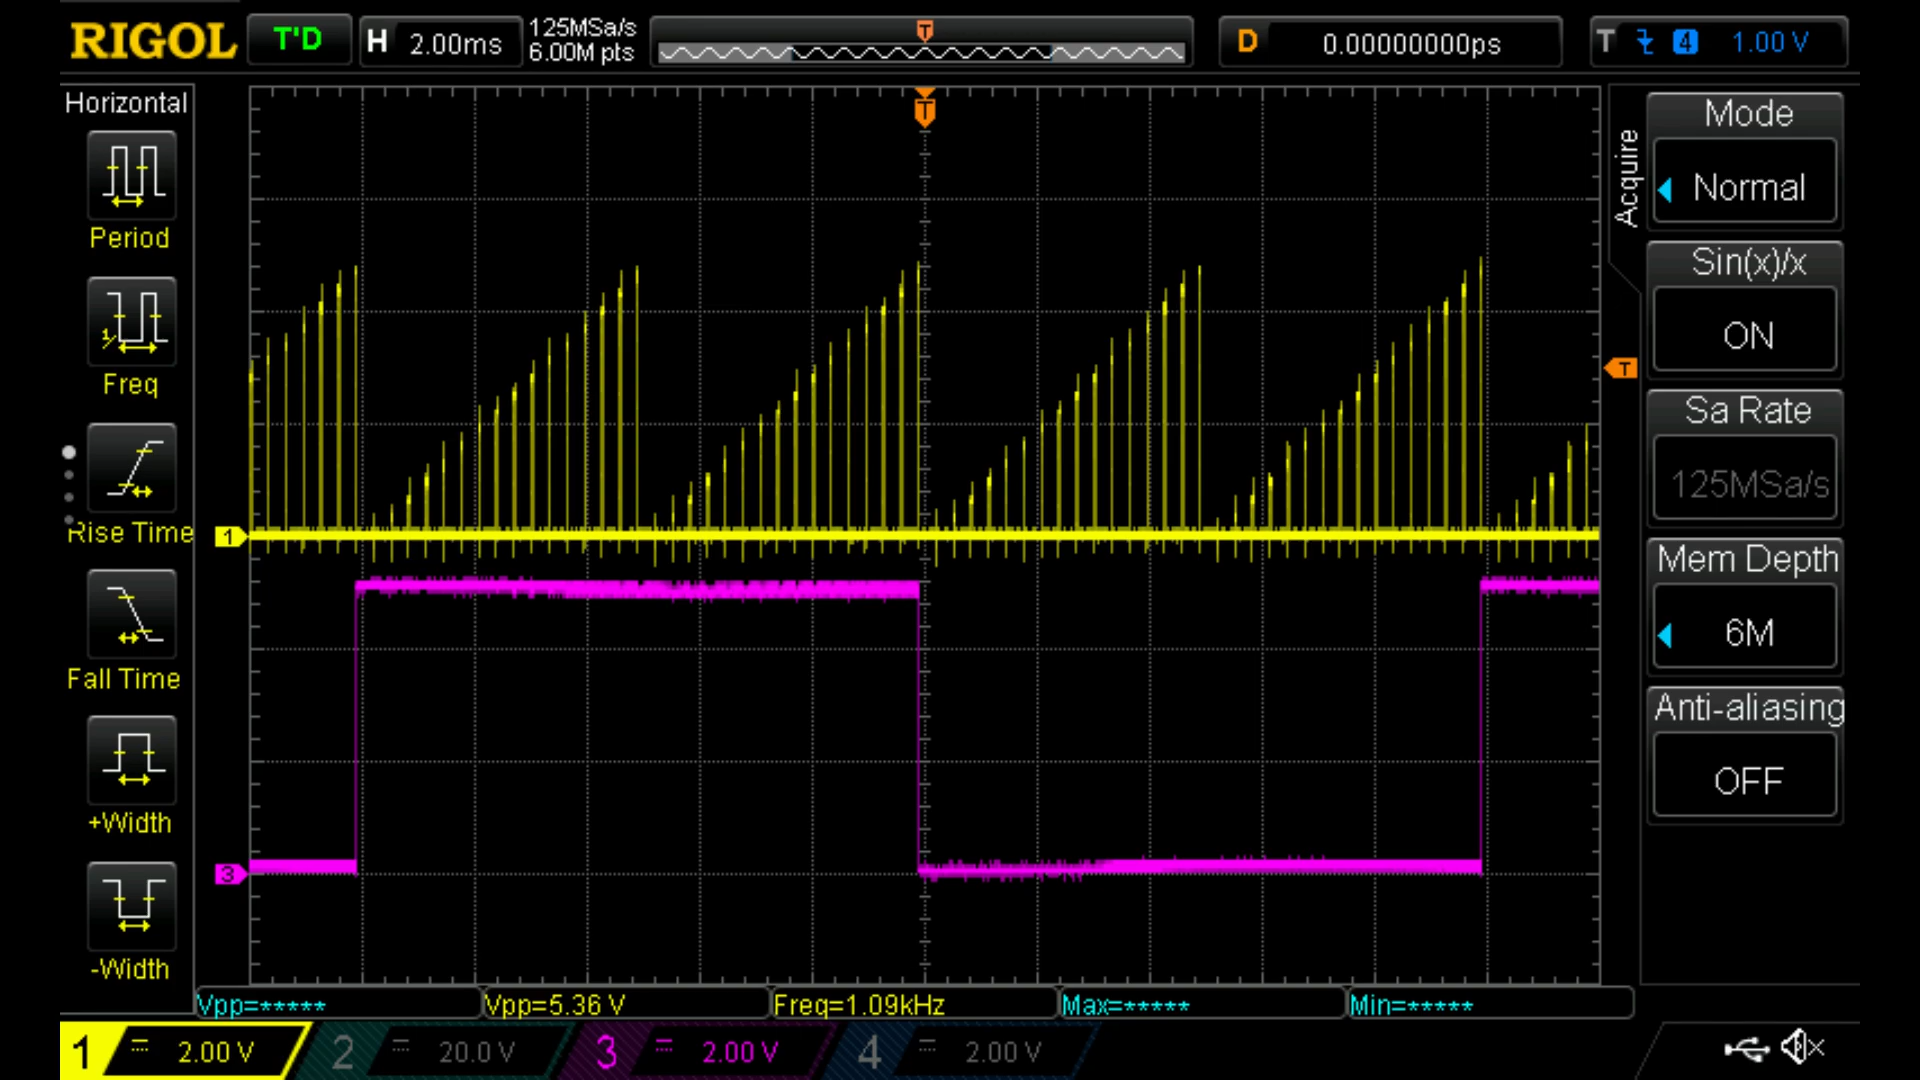 RIGOL T'D H 2.00ms 125MSa/s
6.00M pts
T
D 0.00000000ps T 4 1.00 V
Horizontal
Period
Freq
Rise Time
Fall Time
+Width
-Width
T
T
1
3
Acquire
Mode
Normal
Sin(x)/x
ON
Sa Rate
125MSa/s
Mem Depth
6M
Anti-aliasing
OFF
Vpp=***** Vpp=5.36 V Freq=1.09kHz Max=***** Min=*****
1 2.00 V 2 20.0 V 3 2.00 V 4 2.00 V